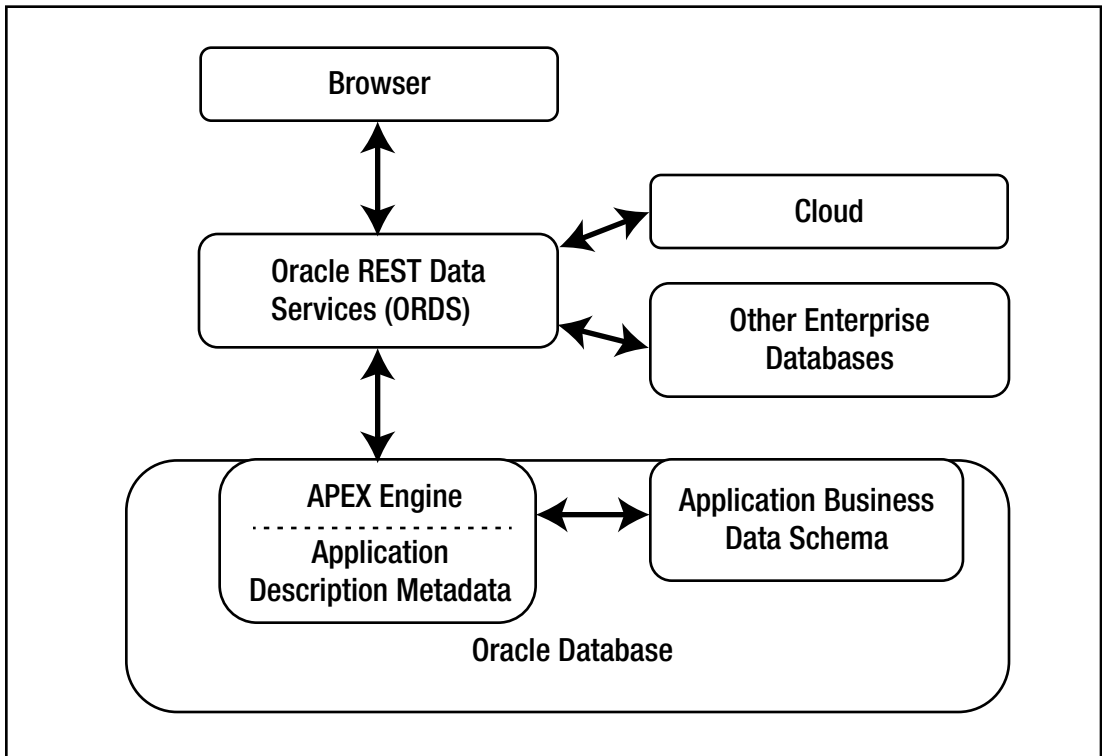 Browser
Cloud
Oracle REST Data
Services (ORDS)
Other Enterprise
Databases
APEX Engine
Application
Description Metadata
Application Business
Data Schema
Oracle Database